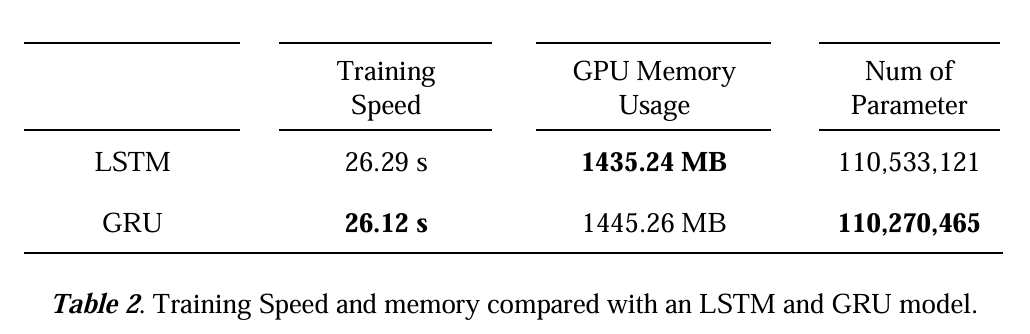 Training Speed GPU Memory Usage Num of Parameter
LSTM 26.29 s 1435.24 MB 110,533,121
GRU 26.12 s 1445.26 MB 110,270,465
Table 2. Training Speed and memory compared with an LSTM and GRU model.